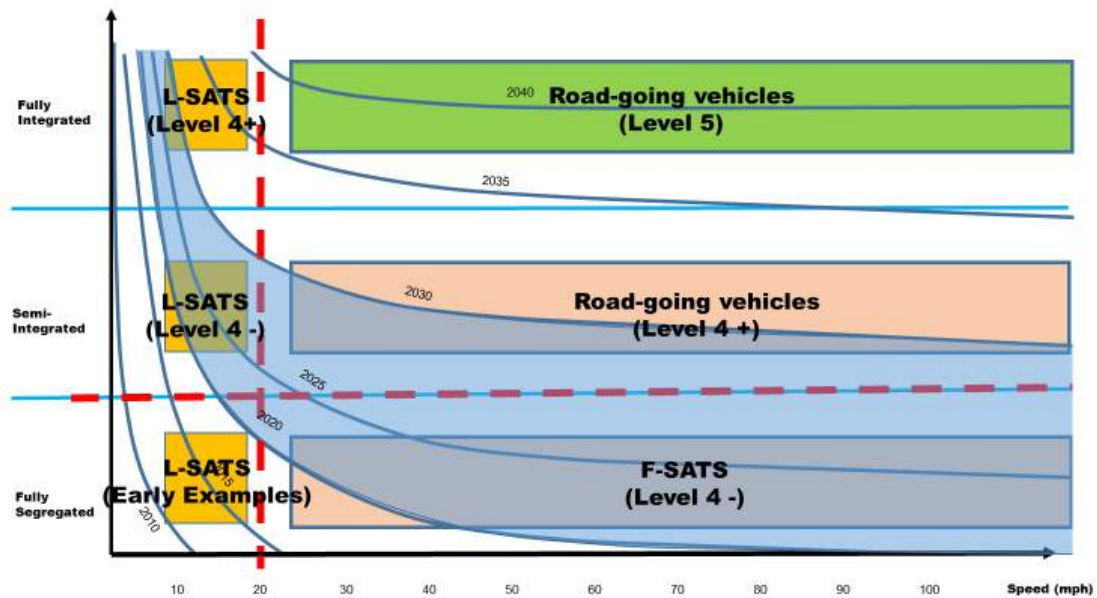 Fully
Integrated
L-SATS
(Level 4+)
2040
Road-going vehicles
(Level 5)
2035
Semi-
Integrated
L-SATS
(Level 4 -)
2030
Road-going vehicles
(Level 4 +)
2025
2020
Fully
Segregated
L-SATS
(Early Examples)
2015
2010
F-SATS
(Level 4 -)
10 20 30 40 50 60 70 80 90 100 Speed (mph)